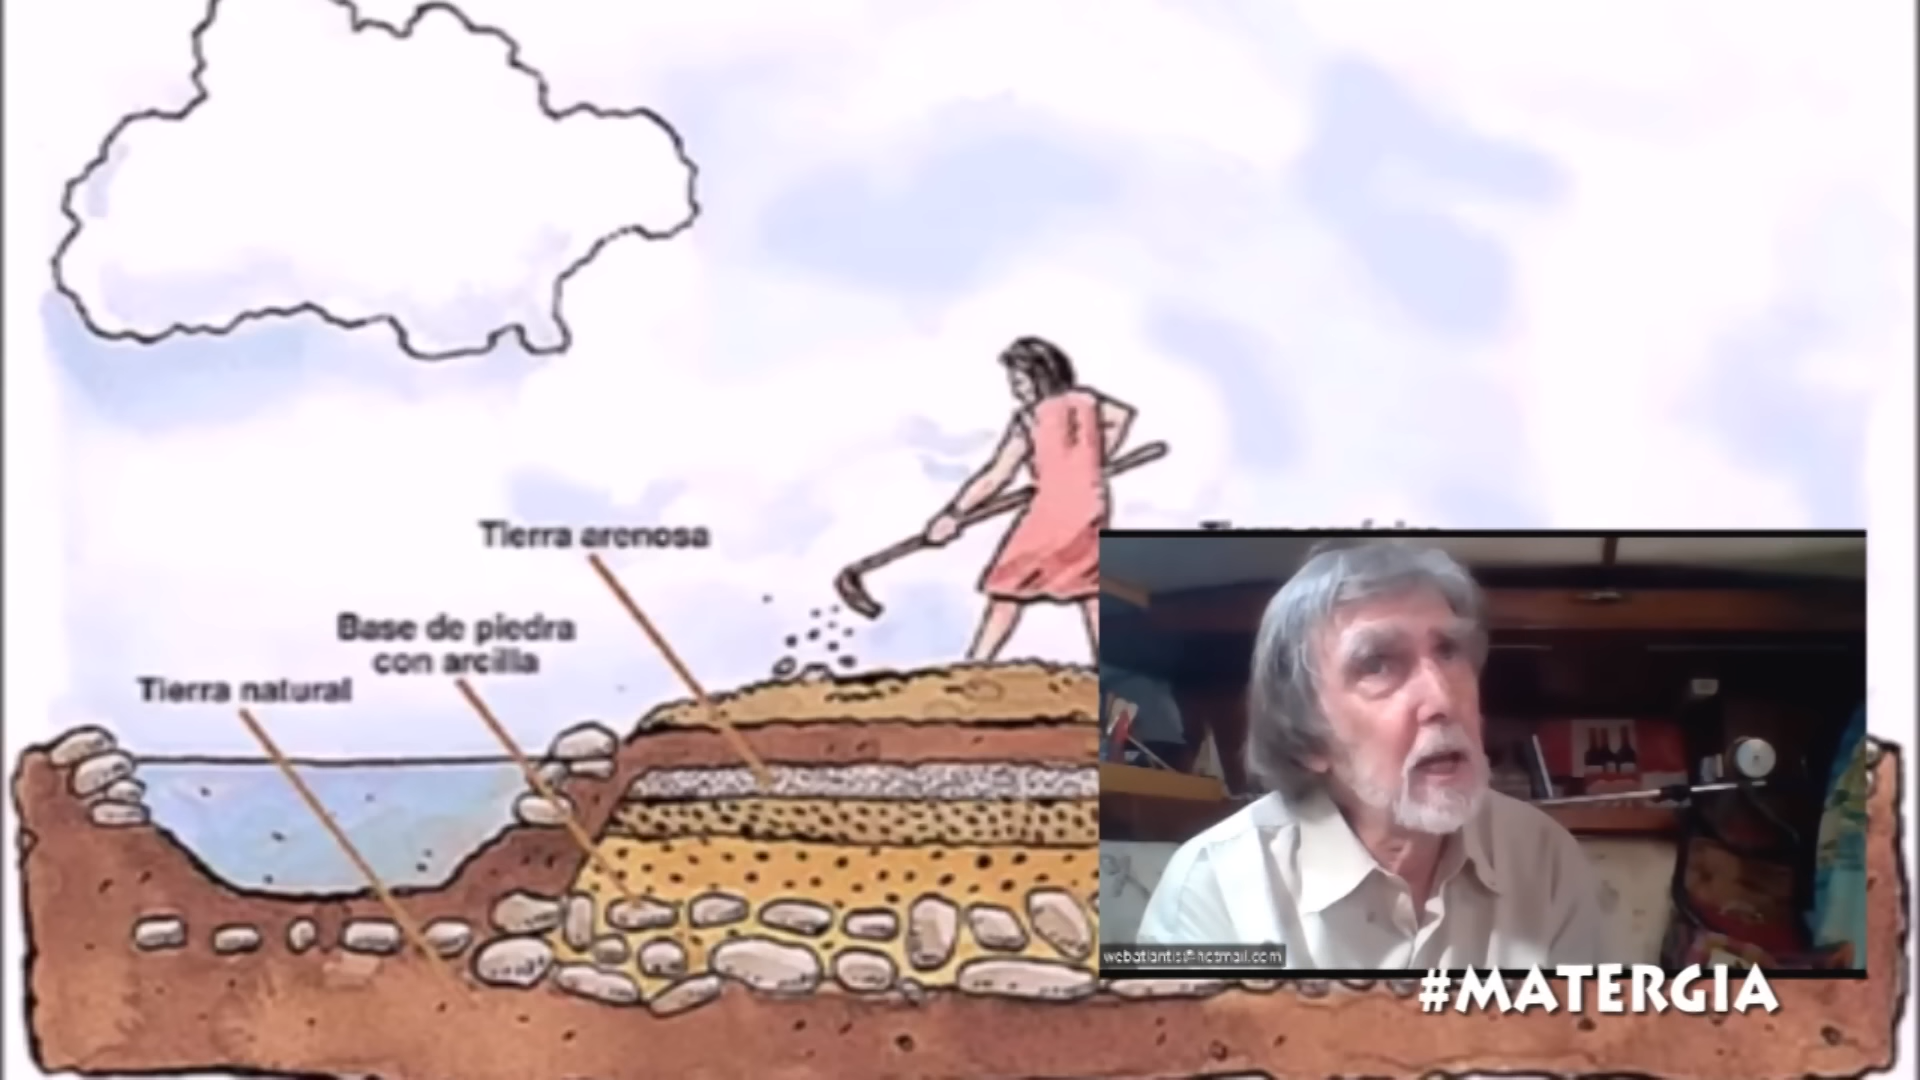 Tierra arenosa
Base de piedra
con arcilla
Tierra natural
webatlantis@hotmail.com
#MATERGIA